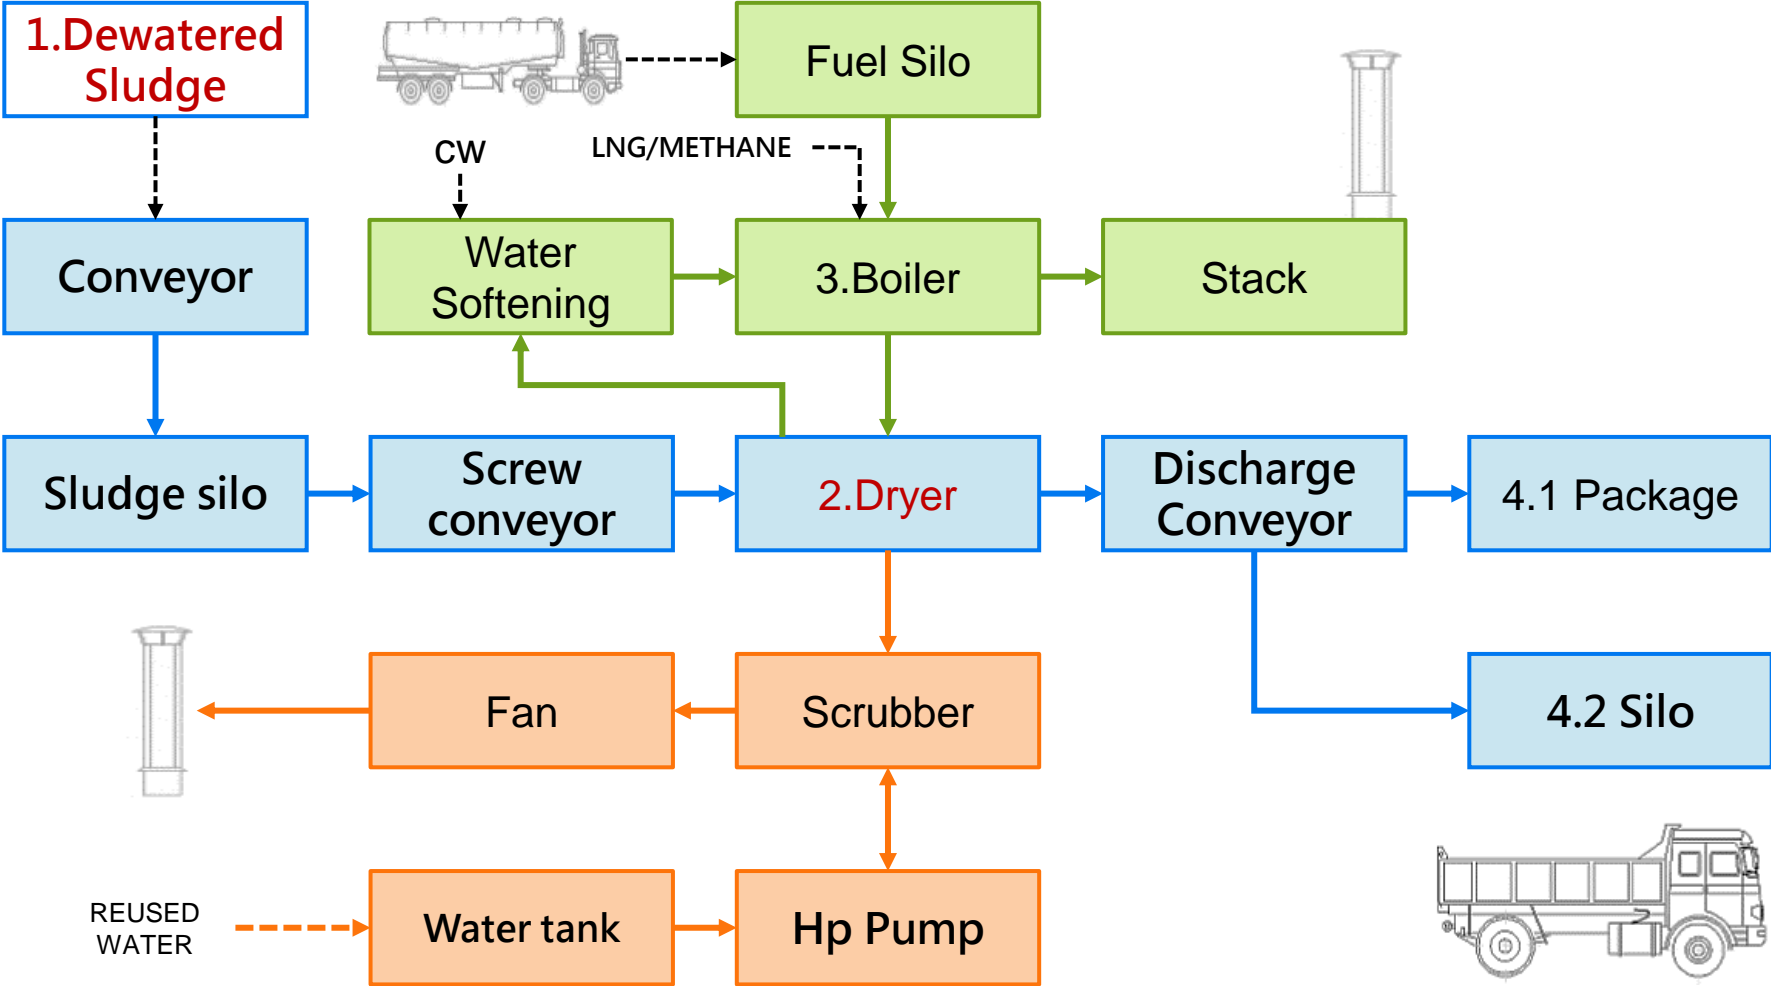 1.Dewatered
Sludge
Fuel Silo
CW
LNG/METHANE
Conveyor
Water
Softening
3.Boiler
Stack
Sludge silo
Screw
conveyor
2.Dryer
Discharge
Conveyor
4.1 Package
Fan
Scrubber
4.2 Silo
REUSED
WATER
Water tank
Hp Pump